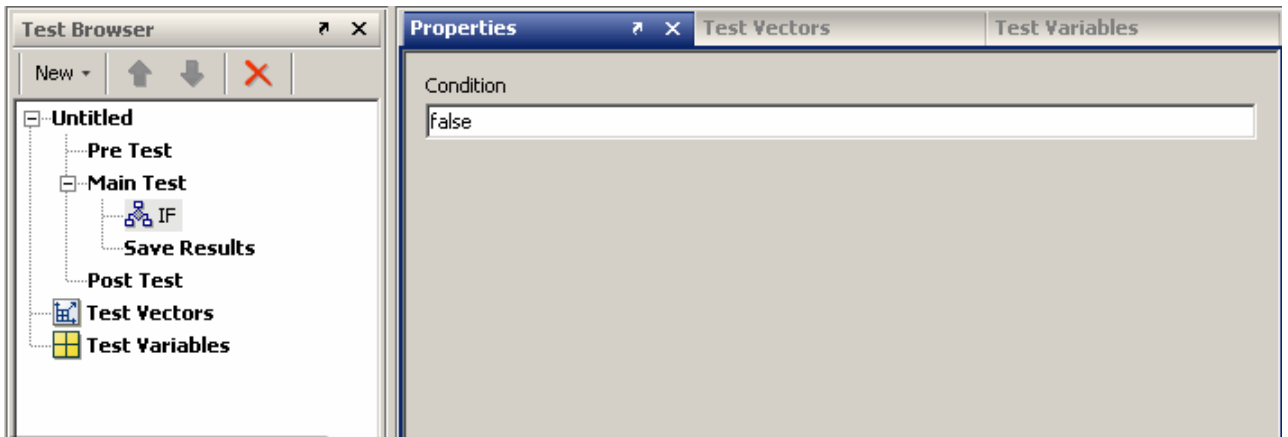 Test Browser
New
Untitled
Pre Test
Main Test
IF
Save Results
Post Test
Test Vectors
Test Variables
Properties
Test Vectors
Test Variables
Condition
false